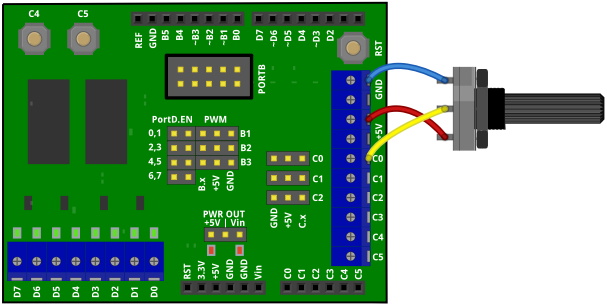 C4 C5
REF GND B5 B4 ~B3 ~B2 ~B1 B0
D7 ~D6 ~D5 D4 ~D3 D2
RST
PORTB
GND
+5V
C0
C1
C2
C3
C4
C5
PortD.EN PWM
0,1 B1
2,3 B2
4,5 B3
6,7
B.x +5V GND
C0
C1
C2
GND +5V C.x
PWR OUT
+5V | Vin
RST 3.3V +5V GND GND Vin
C0 C1 C2 C3 C4 C5
D7 D6 D5 D4 D3 D2 D1 D0